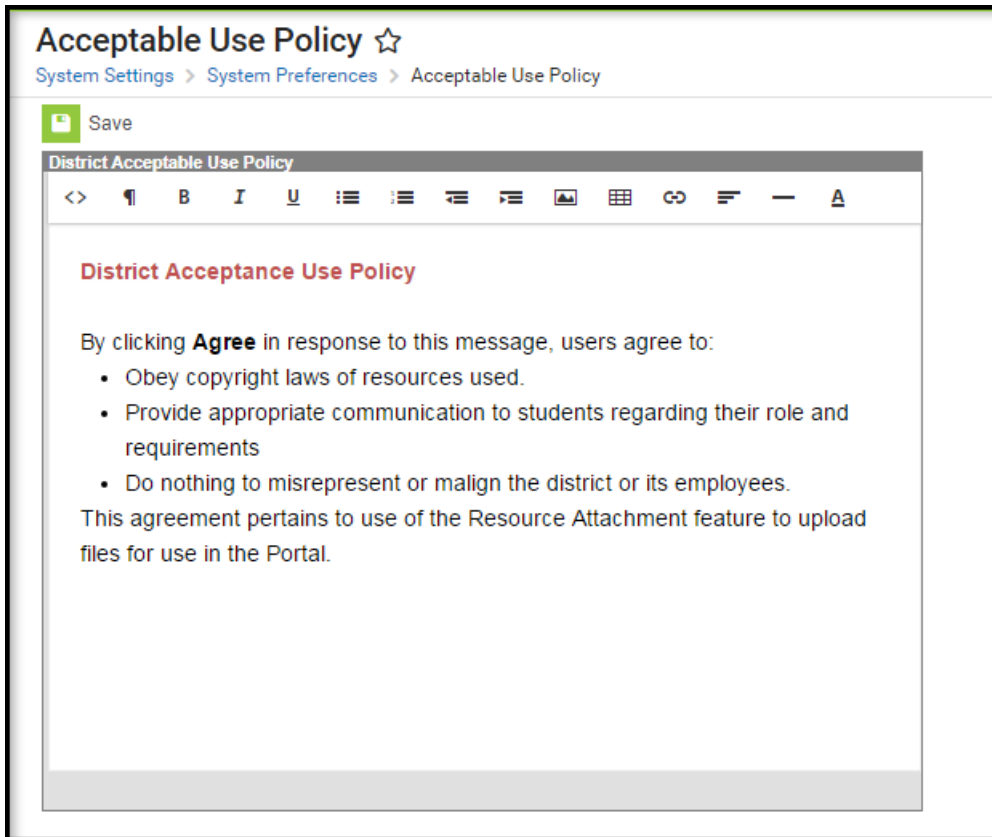 Acceptable Use Policy
System Settings > System Preferences > Acceptable Use Policy
Save
District Acceptable Use Policy
<> ¶ B I U A
District Acceptance Use Policy
By clicking Agree in response to this message, users agree to:
• Obey copyright laws of resources used.
• Provide appropriate communication to students regarding their role and
requirements
• Do nothing to misrepresent or malign the district or its employees.
This agreement pertains to use of the Resource Attachment feature to upload
files for use in the Portal.